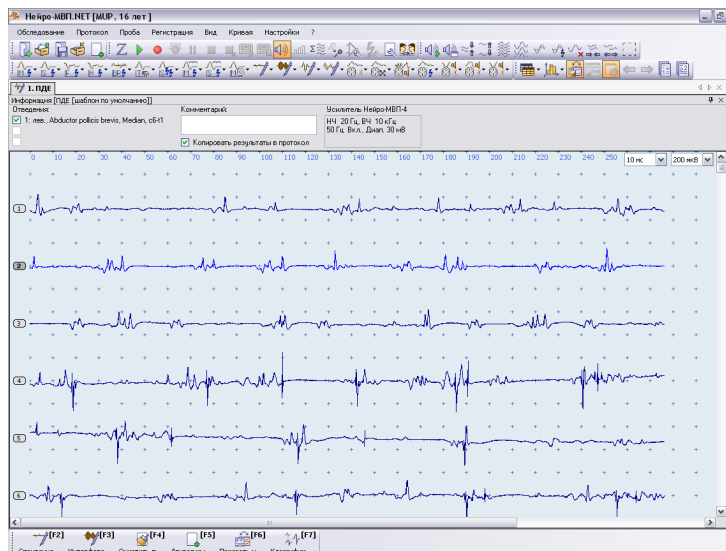 Нейро-МВП.NET [MUP, 16 лет ]
Обследование Протокол Проба Регистрация Вид Кривая Настройки ?
1. ПДЕ
Информация [ПДЕ [шаблон по умолчанию]]
Отведения: Комментарий: Усилитель Нейро-МВП-4
1: лев., Abductor pollicis brevis, Median, c6-t1 НЧ 20 Гц, ВЧ 10 кГц
50 Гц Вкл., Диап. 30 мВ
Копировать результаты в протокол
0 10 20 30 40 50 60 70 80 90 100 110 120 130 140 150 160 170 180 190 200 210 220 230 240 250 10 мс 200 мкВ
1
2
3
4
5
6
[F2] [F3] [F4] [F5] [F6] [F7]